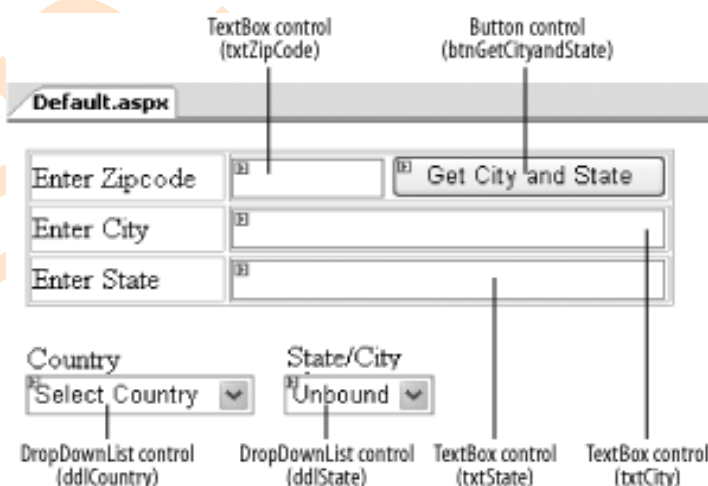 TextBox control
(txtZipCode)
Button control
(btnGetCityandState)
Default.aspx
Enter Zipcode
Get City and State
Enter City
Enter State
Country
State/City
Select Country
Unbound
DropDownList control
(ddlCountry)
DropDownList control
(ddlState)
TextBox control
(txtState)
TextBox control
(txtCity)